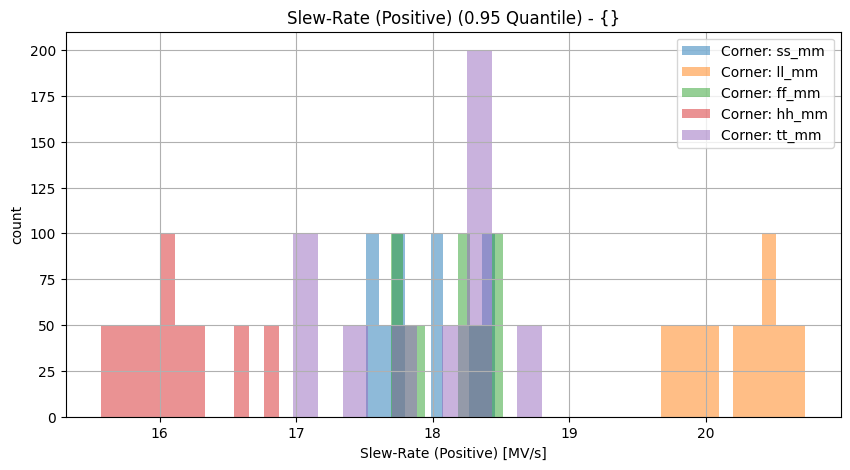 Slew-Rate (Positive) (0.95 Quantile) - {}
200
175
150
125
100
75
50
25
0
count
Corner: ss_mm
Corner: ll_mm
Corner: ff_mm
Corner: hh_mm
Corner: tt_mm
16
17
18
19
20
Slew-Rate (Positive) [MV/s]